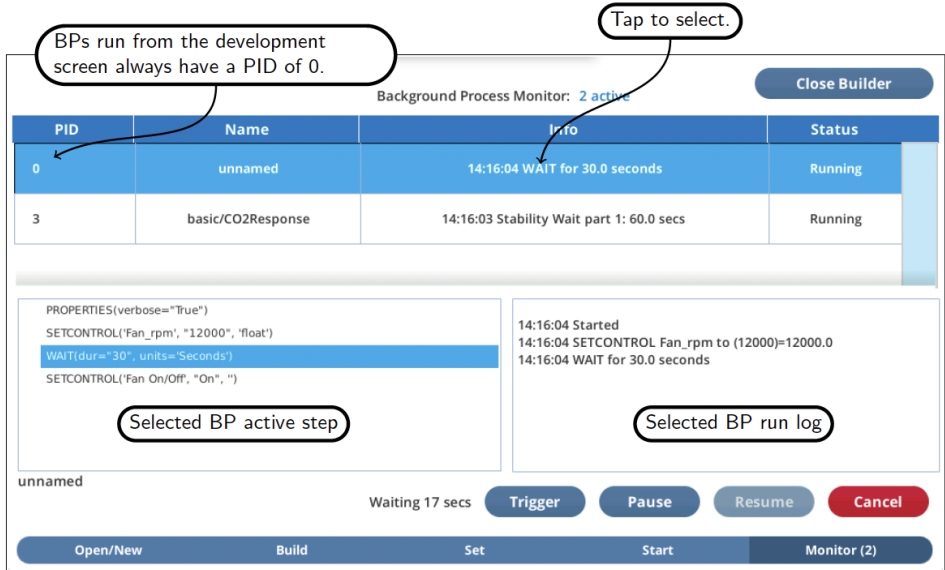 Tap to select.
BPs run from the development
screen always have a PID of 0.
Close Builder
Background Process Monitor: 2 active
PID Name Info Status
0 unnamed 14:16:04 WAIT for 30.0 seconds Running
3 basic/CO2Response 14:16:03 Stability Wait part 1: 60.0 secs Running
PROPERTIES(verbose="True")
SETCONTROL('Fan_rpm', "12000", 'float')
WAIT(dur="30", units='Seconds')
SETCONTROL('Fan On/Off', "On", '')
Selected BP active step
14:16:04 Started
14:16:04 SETCONTROL Fan_rpm to (12000)=12000.0
14:16:04 WAIT for 30.0 seconds
Selected BP run log
unnamed
Waiting 17 secs Trigger Pause Resume Cancel
Open/New Build Set Start Monitor (2)